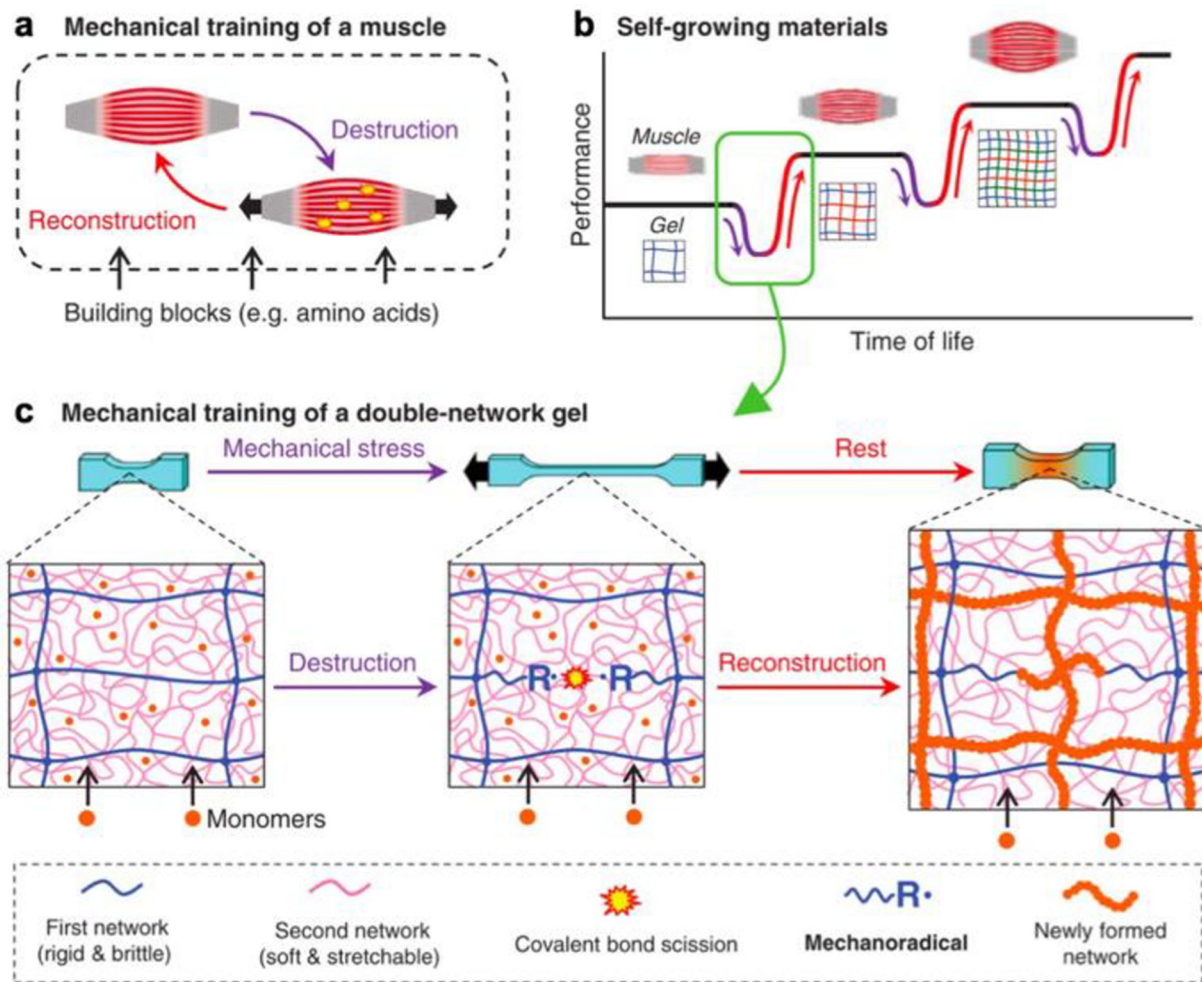 a Mechanical training of a muscle
Destruction
Reconstruction
Building blocks (e.g. amino acids)
b Self-growing materials
Performance
Muscle
Gel
Time of life
c Mechanical training of a double-network gel
Mechanical stress
Rest
Destruction
R· ·R
Reconstruction
Monomers
First network
(rigid & brittle)
Second network
(soft & stretchable)
Covalent bond scission
R·
Mechanoradical
Newly formed
network